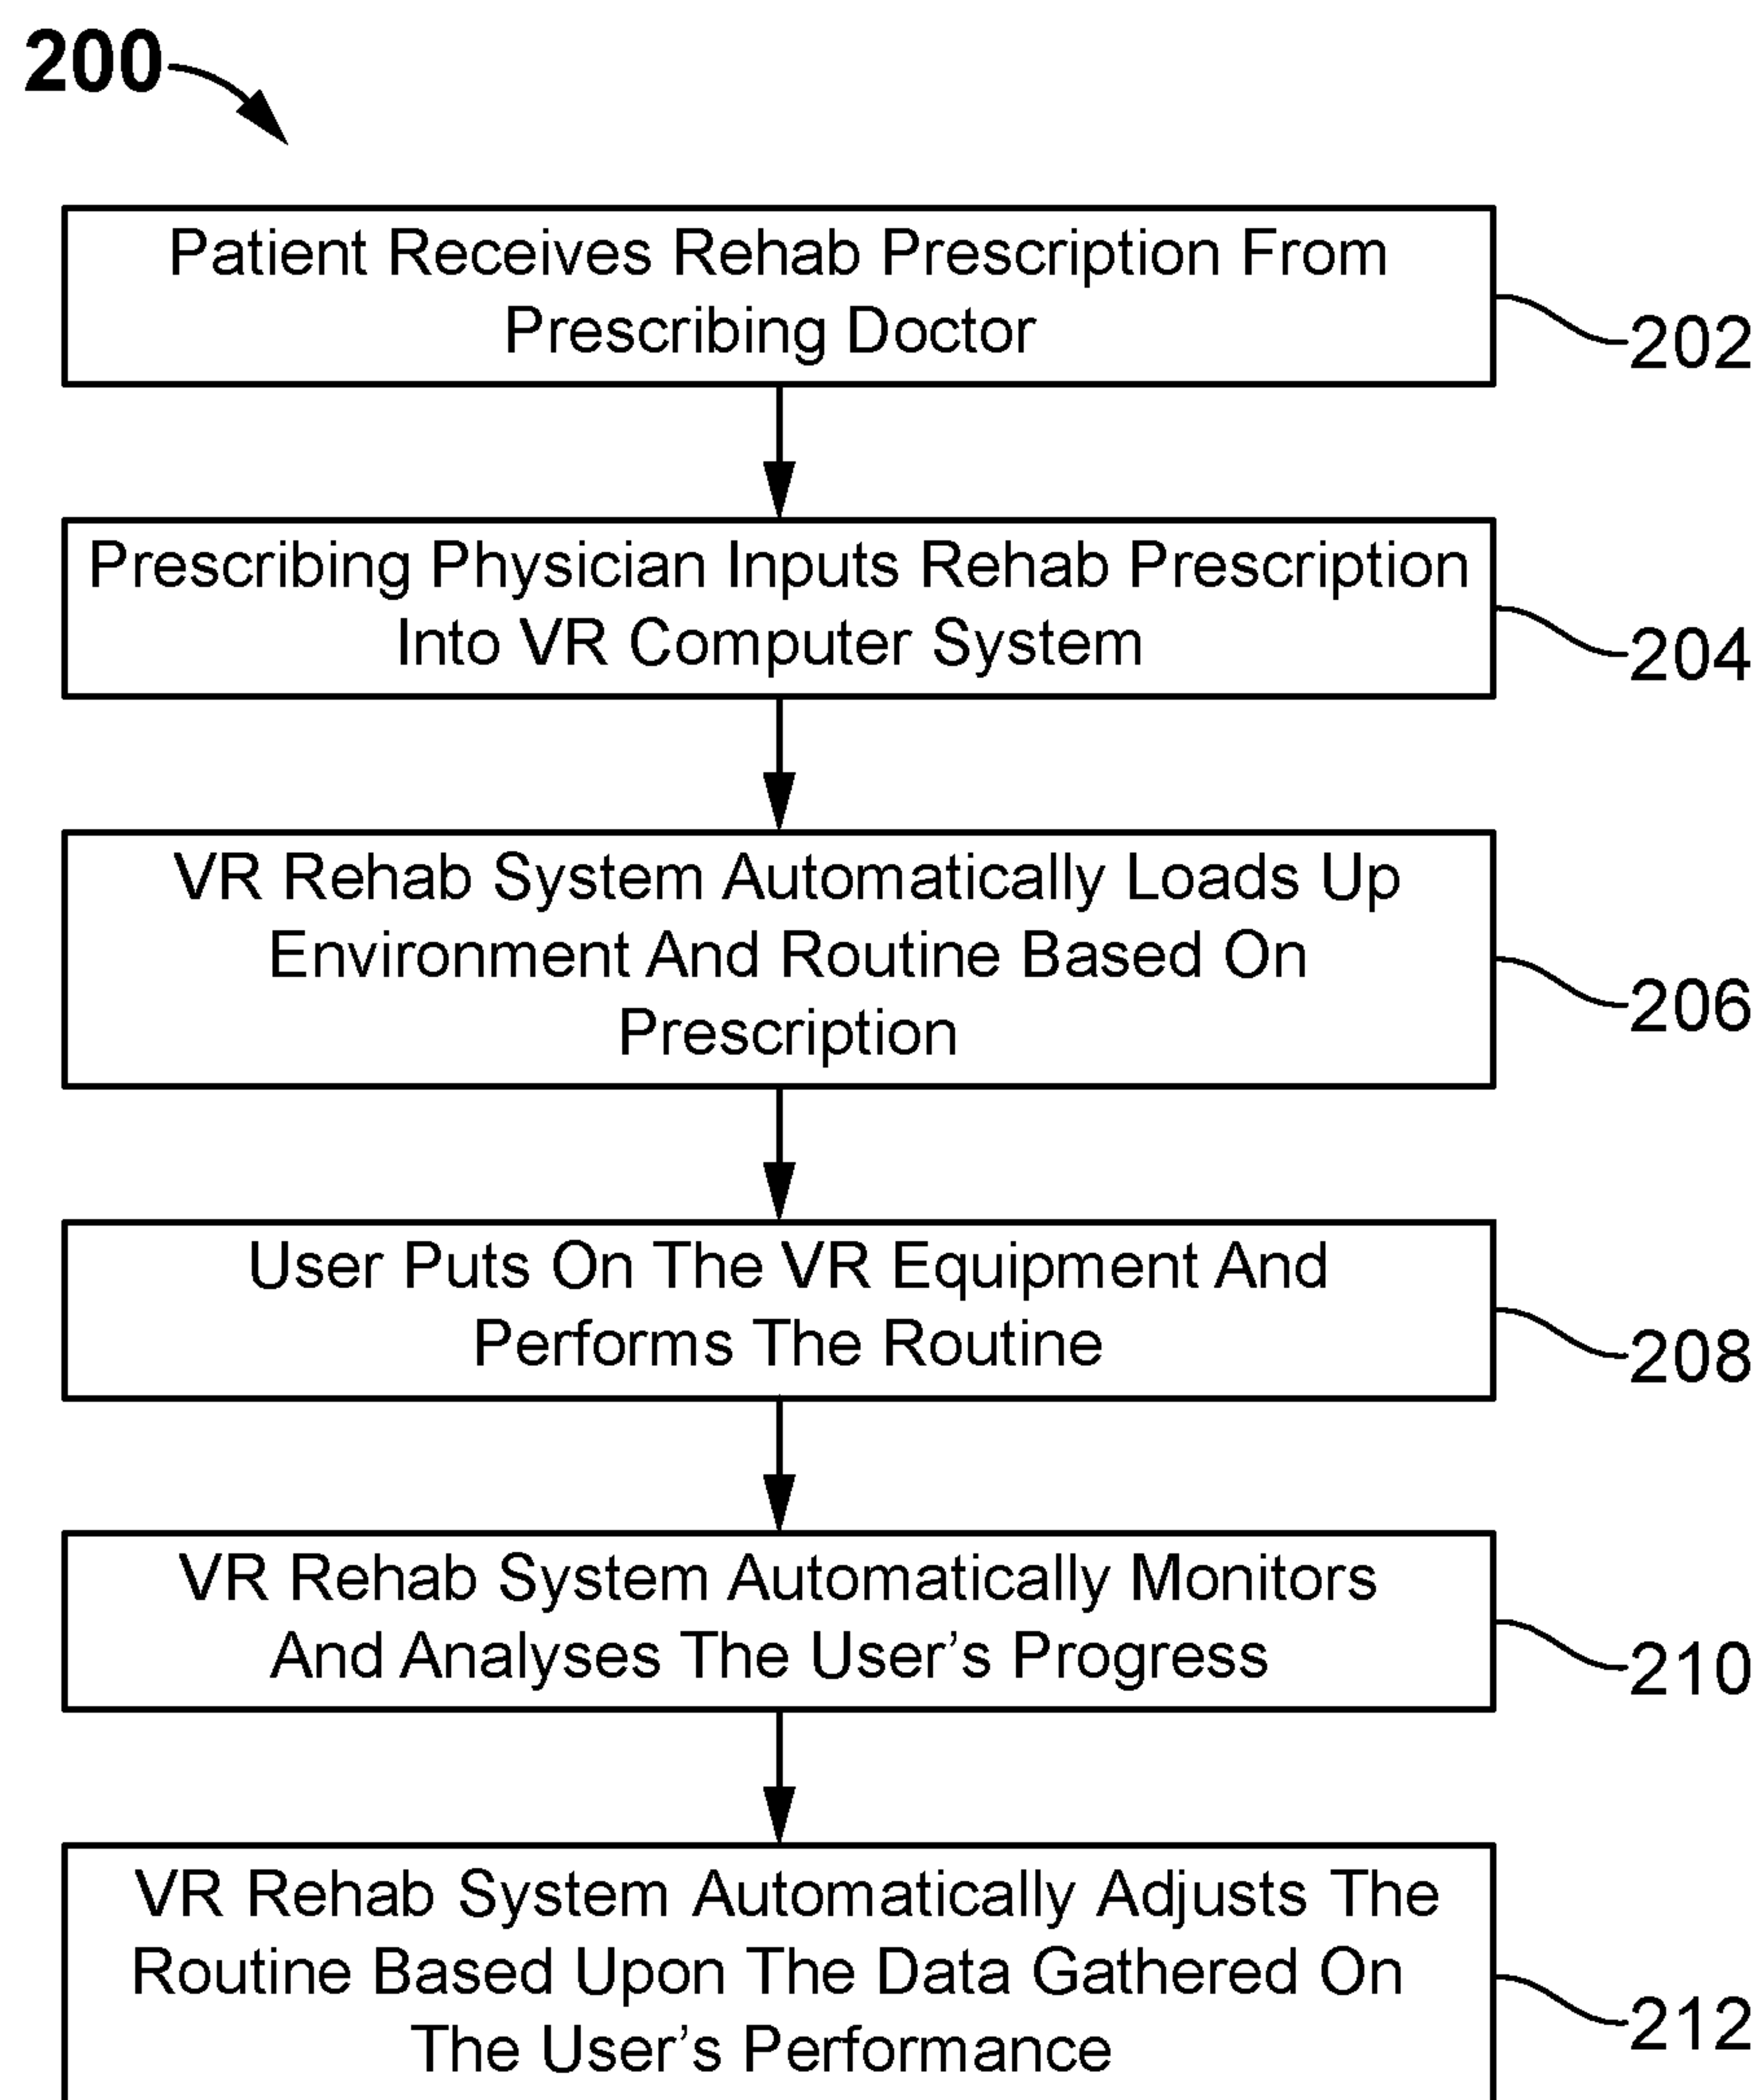 200
Patient Receives Rehab Prescription From
Prescribing Doctor
202
Prescribing Physician Inputs Rehab Prescription
Into VR Computer System
204
VR Rehab System Automatically Loads Up
Environment And Routine Based On
Prescription
206
User Puts On The VR Equipment And
Performs The Routine
208
VR Rehab System Automatically Monitors
And Analyses The User's Progress
210
VR Rehab System Automatically Adjusts The
Routine Based Upon The Data Gathered On
The User's Performance
212